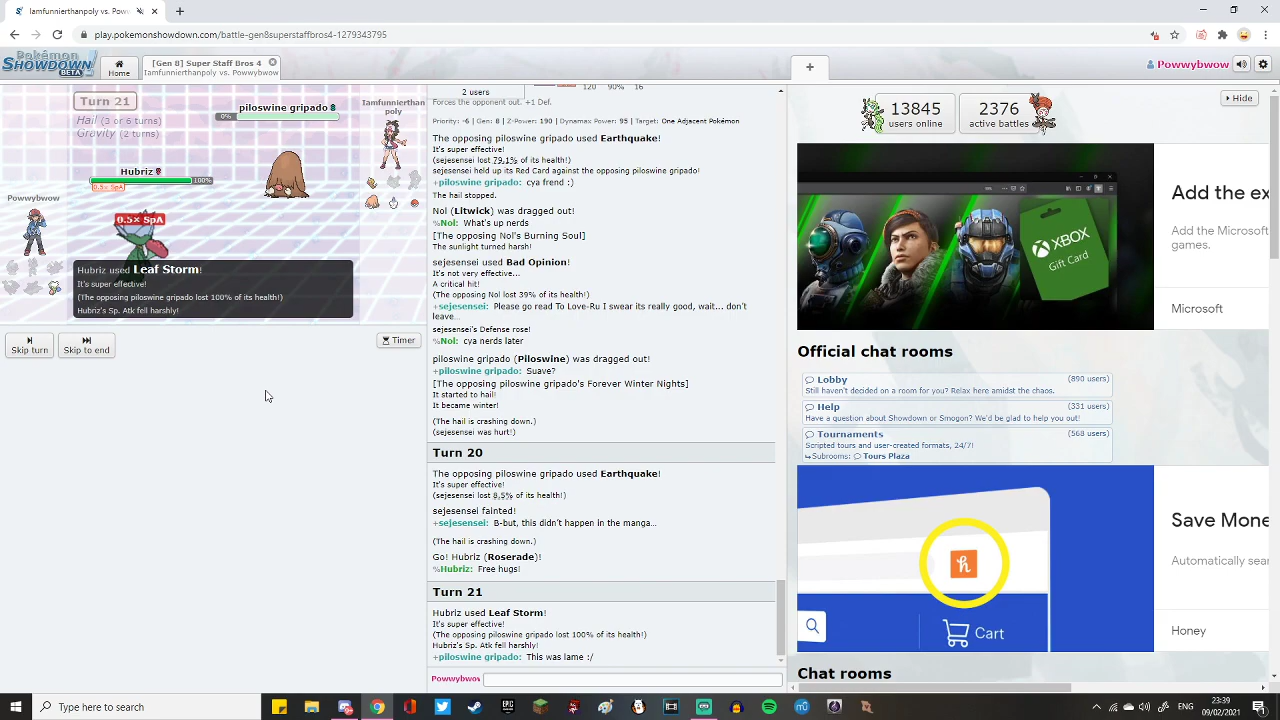 Iamfunnierthanpoly vs. Powv
play.pokemonshowdown.com/battle-gen8superstaffbros4-1279343795
Pokémon
SHOWDOWN!
BETA
Home
[Gen 8] Super Staff Bros 4
Iamfunnierthanpoly vs. Powwybwow
Powwybwow
Turn 21
Hail (3 or 6 turns)
Gravity (2 turns)
piloswine gripado
0%
Iamfunnierthan
poly
Hubriz
100%
0.5× SpA
Powwybwow
0.5× SpA
Hubriz used Leaf Storm!
It's super effective!
(The opposing piloswine gripado lost 100% of its health!)
Hubriz's Sp. Atk fell harshly!
Skip turn
Skip to end
Timer
2 users
120 90% 16
Forces the opponent out. +1 Def.
Priority: -6 | Gen: 8 | Z-Power: 190 | Dynamax Power: 95 | Target: One Adjacent Pokémon
The opposing piloswine gripado used Earthquake!
It's super effective!
(sejesensei lost 79.1% of its health!)
sejesensei held up its Red Card against the opposing piloswine gripado!
+piloswine gripado: cya frend :)
The hail stopped.
Nol (Litwick) was dragged out!
%Nol: What's up nerds
[The opposing Nol's Burning Soul]
The sunlight turned harsh!
sejesensei used Bad Opinion!
It's not very effective...
A critical hit!
(The opposing Nol lost 39% of its health!)
+sejesensei: Please go read To Love-Ru I swear its really good, wait... don't
leave...
sejesensei's Defense rose!
%Nol: cya nerds later
piloswine gripado (Piloswine) was dragged out!
+piloswine gripado: Suave?
[The opposing piloswine gripado's Forever Winter Nights]
It started to hail!
It became winter!
(The hail is crashing down.)
(sejesensei was hurt!)
Turn 20
The opposing piloswine gripado used Earthquake!
It's super effective!
(sejesensei lost 8.5% of its health!)
sejesensei fainted!
+sejesensei: B-but, this didn't happen in the manga...
(The hail is crashing down.)
Go! Hubriz (Roserade)!
%Hubriz: Free hugs!
Turn 21
Hubriz used Leaf Storm!
It's super effective!
(The opposing piloswine gripado lost 100% of its health!)
Hubriz's Sp. Atk fell harshly!
+piloswine gripado: This was lame :/
Powwybwow
13845
users online
2376
active battles
Hide
XBOX
Gift Card
Add the ex
Add the Microsoft
games.
Microsoft
Official chat rooms
Lobby (890 users)
Still haven't decided on a room for you? Relax here amidst the chaos.
Help (331 users)
Have a question about Showdown or Smogon? We'd be glad to help you out!
Tournaments (568 users)
Scripted tours and user-created formats, 24/7!
Subrooms: Tours Plaza
h
Cart
Save Mone
Automatically sear
Honey
Chat rooms
Type here to search
23:39
09/02/2021